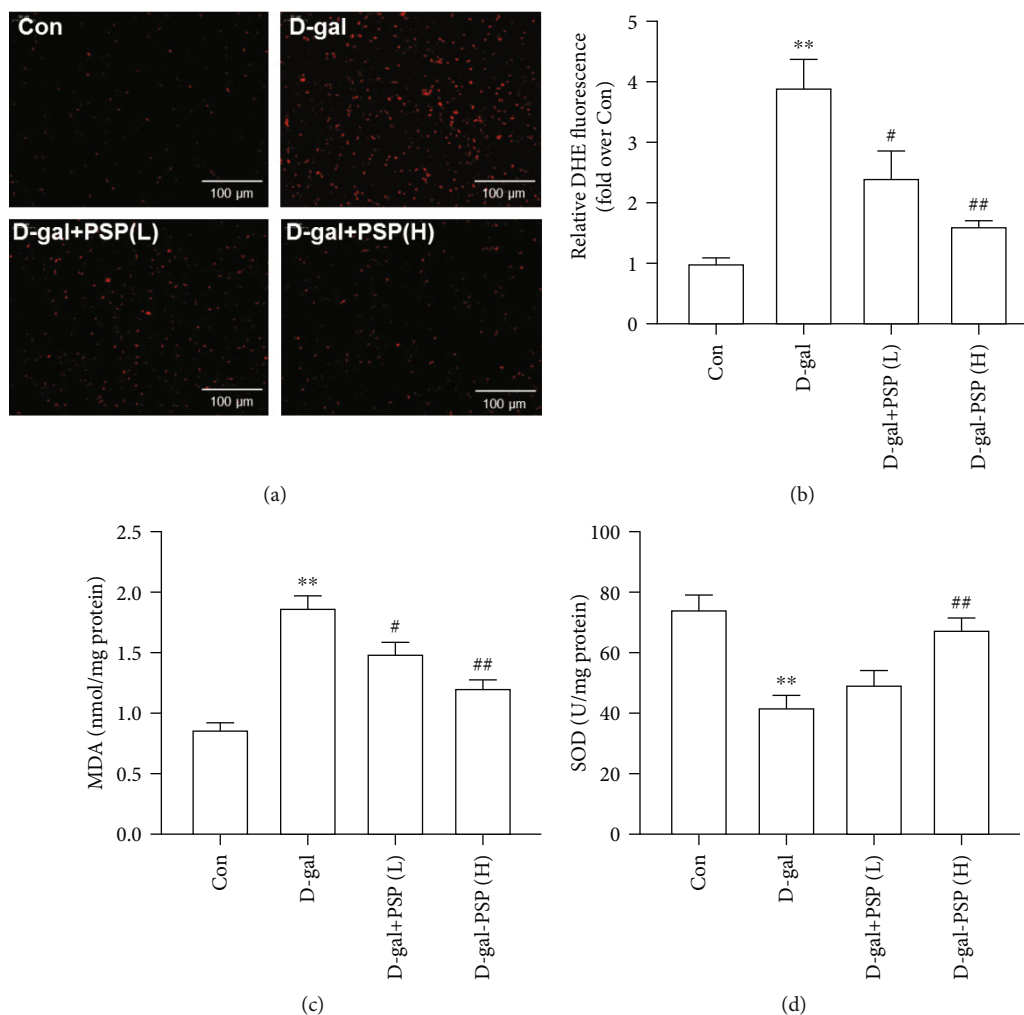 Con
D-gal
100 μm
100 μm
D-gal+PSP(L)
D-gal+PSP(H)
100 μm
100 μm
(a)
Relative DHE fluorescence
(fold over Con)
5
4
3
2
1
0
**
#
##
Con
D-gal
D-gal+PSP (L)
D-gal-PSP (H)
(b)
MDA (nmol/mg protein)
2.5
2.0
1.5
1.0
0.5
0.0
**
#
##
Con
D-gal
D-gal+PSP (L)
D-gal-PSP (H)
(c)
SOD (U/mg protein)
100
80
60
40
20
0
**
##
Con
D-gal
D-gal+PSP (L)
D-gal-PSP (H)
(d)